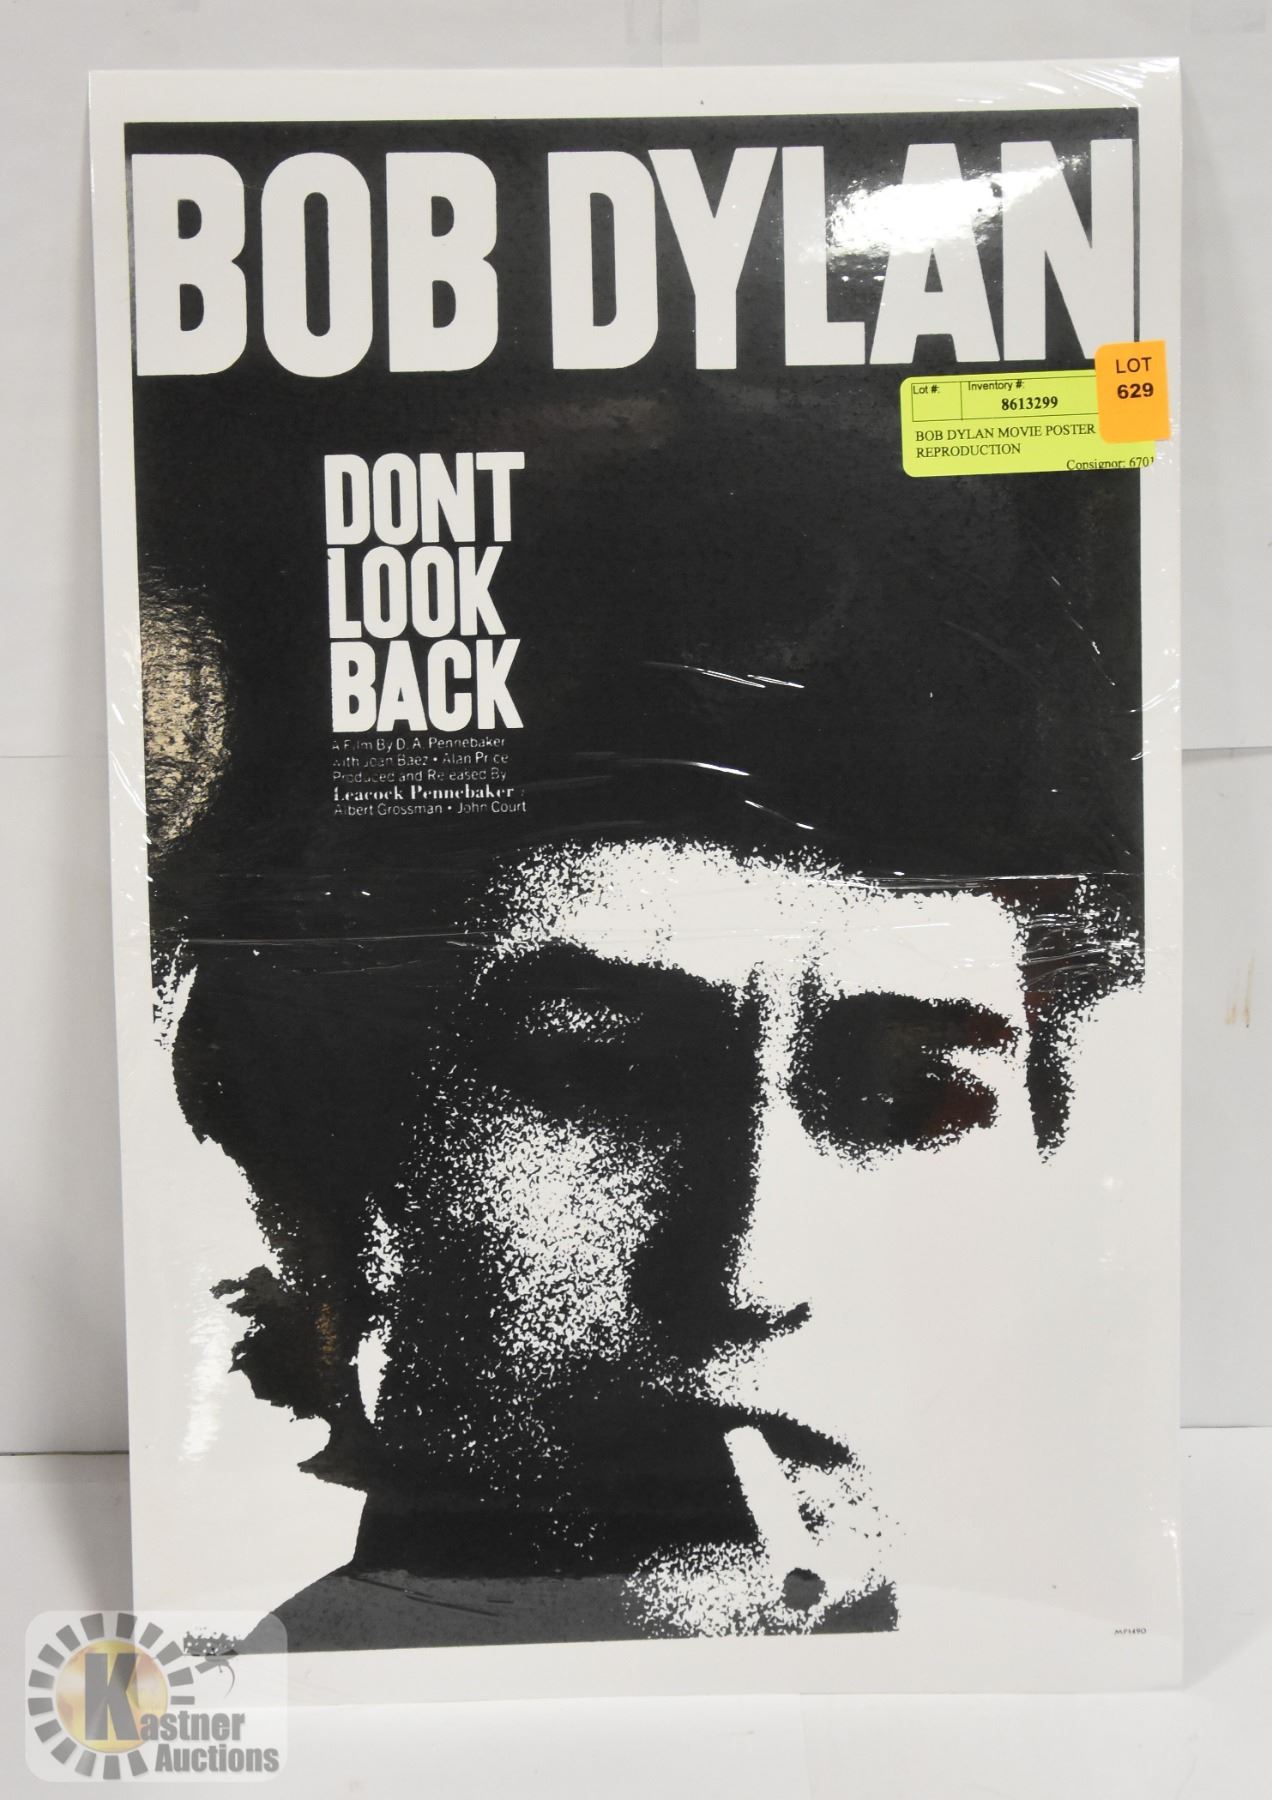 BOB DYLAN
LOT
629
Lot #:
Inventory #:
8613299
BOB DYLAN MOVIE POSTER
REPRODUCTION
Consignor: 6701
DONT
LOOK
BACK
A Film By D. A. Pennebaker
with Joan Baez • Alan Price
Produced and Released By
Leacock Pennebaker
Albert Grossman • John Court
MP1490
Kastner
Auctions